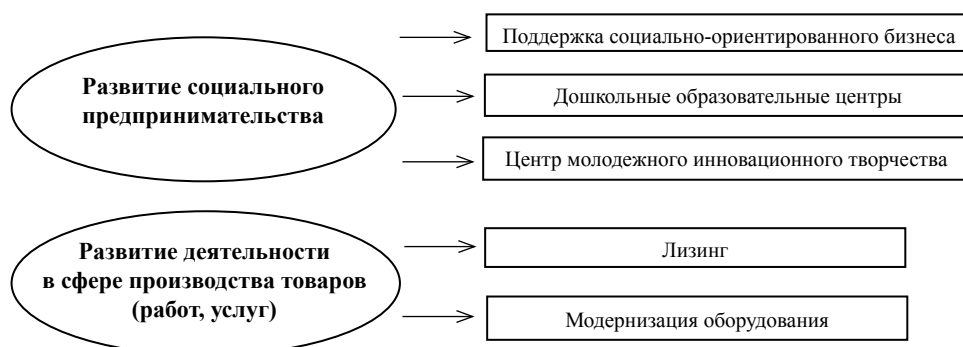 Развитие социального
предпринимательства
Поддержка социально-ориентированного бизнеса
Дошкольные образовательные центры
Центр молодежного инновационного творчества
Развитие деятельности
в сфере производства товаров
(работ, услуг)
Лизинг
Модернизация оборудования